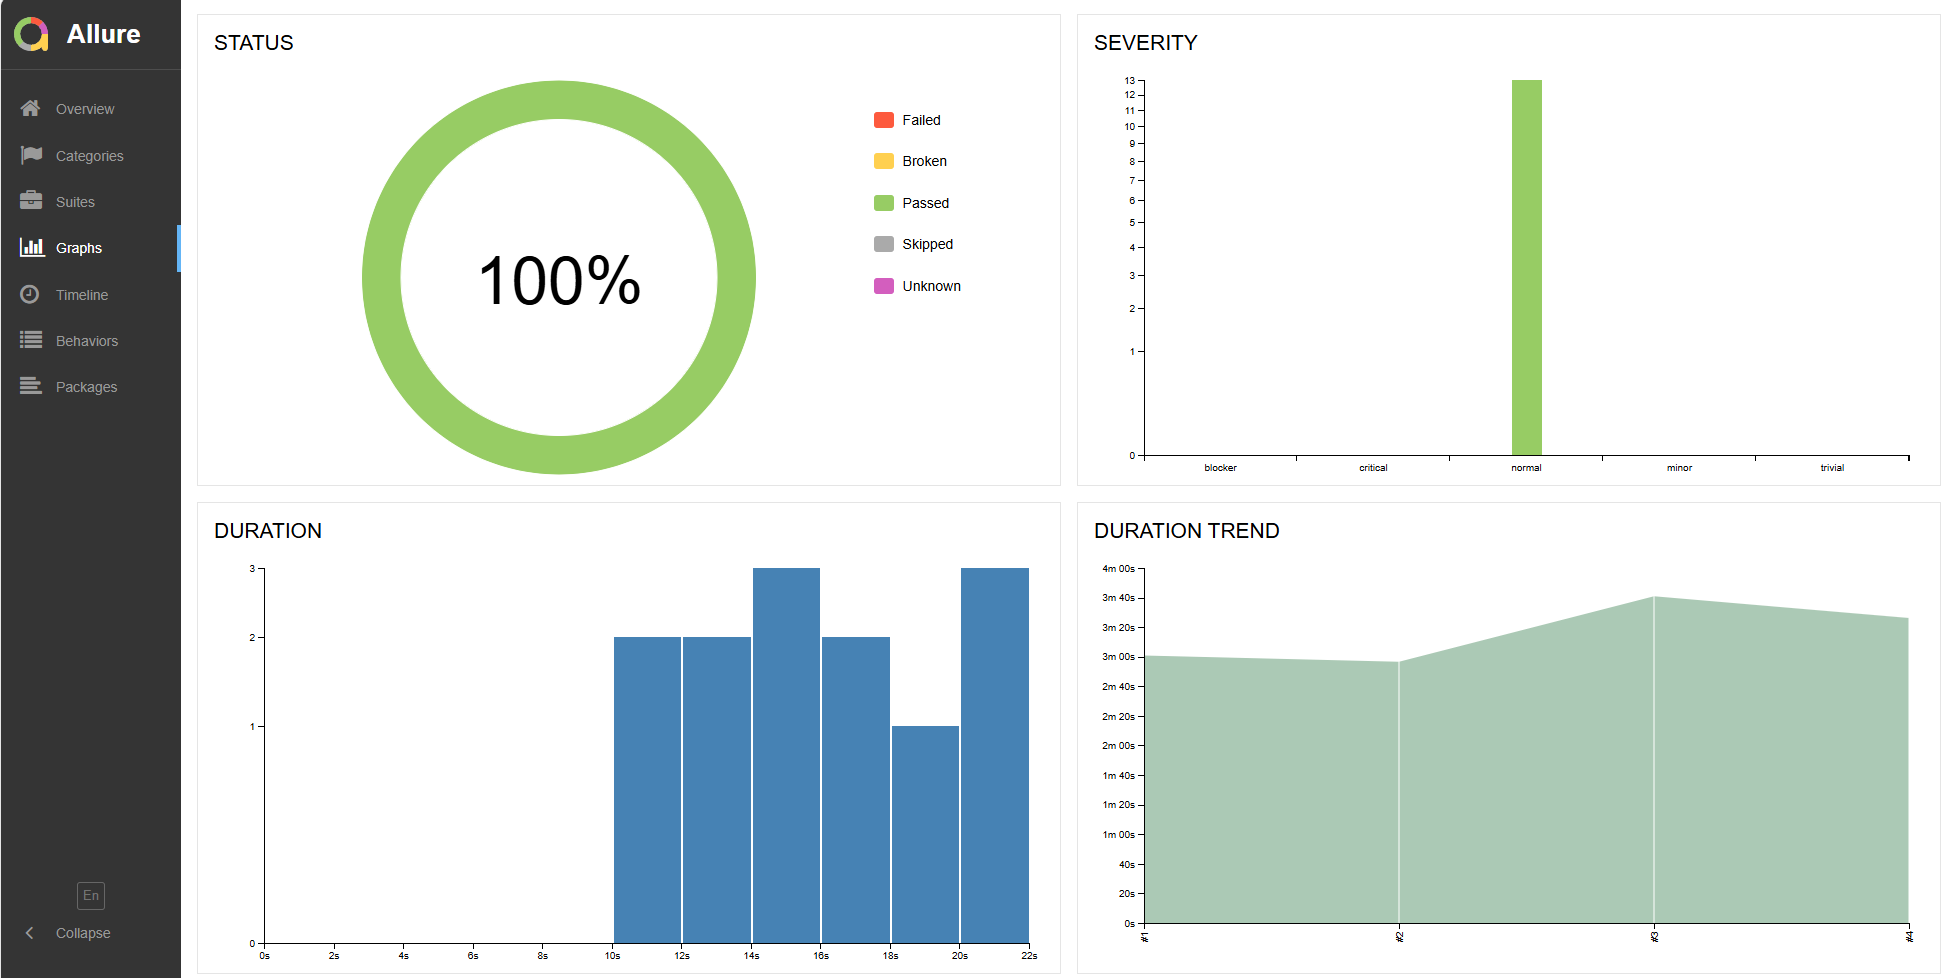 Allure
Overview
Categories
Suites
Graphs
Timeline
Behaviors
Packages
En
Collapse
STATUS
100%
Failed
Broken
Passed
Skipped
Unknown
SEVERITY
13
12
11
10
9
8
7
6
5
4
3
2
1
0
blocker critical normal minor trivial
DURATION
3
2
1
0
0s 2s 4s 6s 8s 10s 12s 14s 16s 18s 20s 22s
DURATION TREND
4m 00s
3m 40s
3m 20s
3m 00s
2m 40s
2m 20s
2m 00s
1m 40s
1m 20s
1m 00s
40s
20s
0s
#1 #2 #3 #4